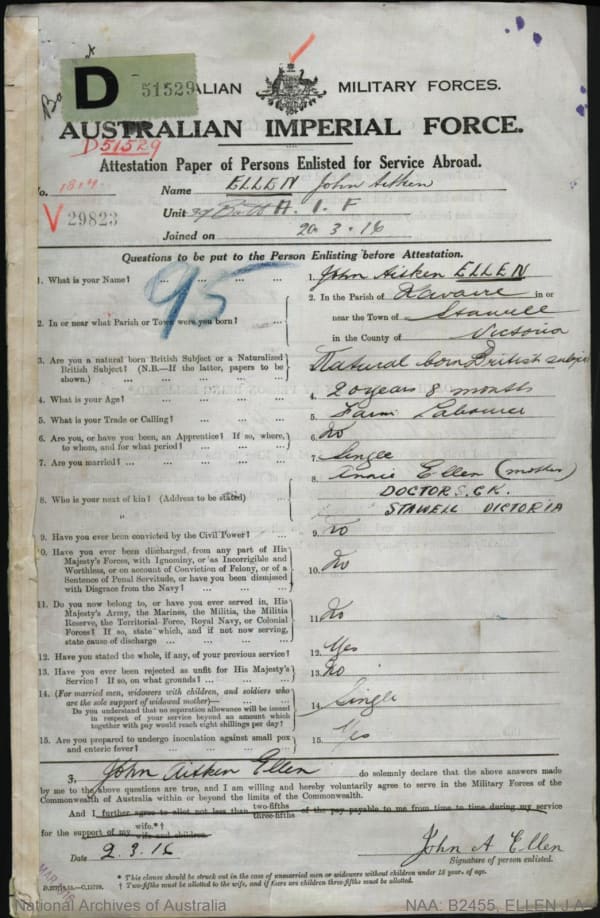 D 51529
ALIAN MILITARY FORCES.
AUSTRALIAN IMPERIAL FORCE.
D51529
Attestation Paper of Persons Enlisted for Service Abroad.
No. Name ELLEN John Aitken
V 29823 Unit 37 Batt A. I. F
Joined on 20.3.16
Questions to be put to the Person Enlisting before Attestation.
95
1. What is your Name? ... ... ... ... 1. John Aitken ELLEN
2. In or near what Parish or Town were you born? ... 2. In the Parish of in or
near the Town of Stawell
in the County of Victoria
3. Are you a natural born British Subject or a Naturalized British Subject? (N.B.—If the latter, papers to be shown.) ... Natural born British subject
4. What is your Age? ... 4. 20 years 8 months
5. What is your Trade or Calling? ... 5. Farm Labourer
6. Are you, or have you been, an Apprentice? If so, where, to whom, and for what period? ... 6. No
7. Are you married? ... 7. Single
8. Who is your next of kin? (Address to be stated) 8. Annie Ellen (mother)
DOCTORS. CK.
STAWELL VICTORIA
9. Have you ever been convicted by the Civil Power? ... 9. No
0. Have you ever been discharged from any part of His Majesty's Forces, with Ignominy, or as Incorrigible and Worthless, or on account of Conviction of Felony, or of a Sentence of Penal Servitude, or have you been dismissed with Disgrace from the Navy? ... 10. No
11. Do you now belong to, or have you ever served in, His Majesty's Army, the Marines, the Militia, the Militia Reserve, the Territorial Force, Royal Navy, or Colonial Forces? If so, state which, and if not now serving, state cause of discharge ... 11. No
12. Have you stated the whole, if any, of your previous service? 12. Yes
13. Have you ever been rejected as unfit for His Majesty's Service? If so, on what grounds? ... 13. No
14. (For married men, widowers with children, and soldiers who are the sole support of widowed mother)—
Do you understand that no separation allowance will be issued in respect of your service beyond an amount which together with pay would reach eight shillings per day? 14. Single
15. Are you prepared to undergo inoculation against small pox and enteric fever? ... 15. Yes
I, John Aitken Ellen do solemnly declare that the above answers made
by me to the above questions are true, and I am willing and hereby voluntarily agree to serve in the Military Forces of the
Commonwealth of Australia within or beyond the limits of the Commonwealth.
And I further agree to allot not less than two-fifths three-fifths of the pay payable to me from time to time during my service
for the support of my wife.*† wife and children.
Date 2.3.16 John A Ellen
Signature of person enlisted.
* This clause should be struck out in the case of unmarried men or widowers without children under 18 year. of age.
† Two-fifths must be allotted to the wife, and if there are children three-fifths must be allotted.
National Archives of Australia NAA: B2455, ELLEN J A